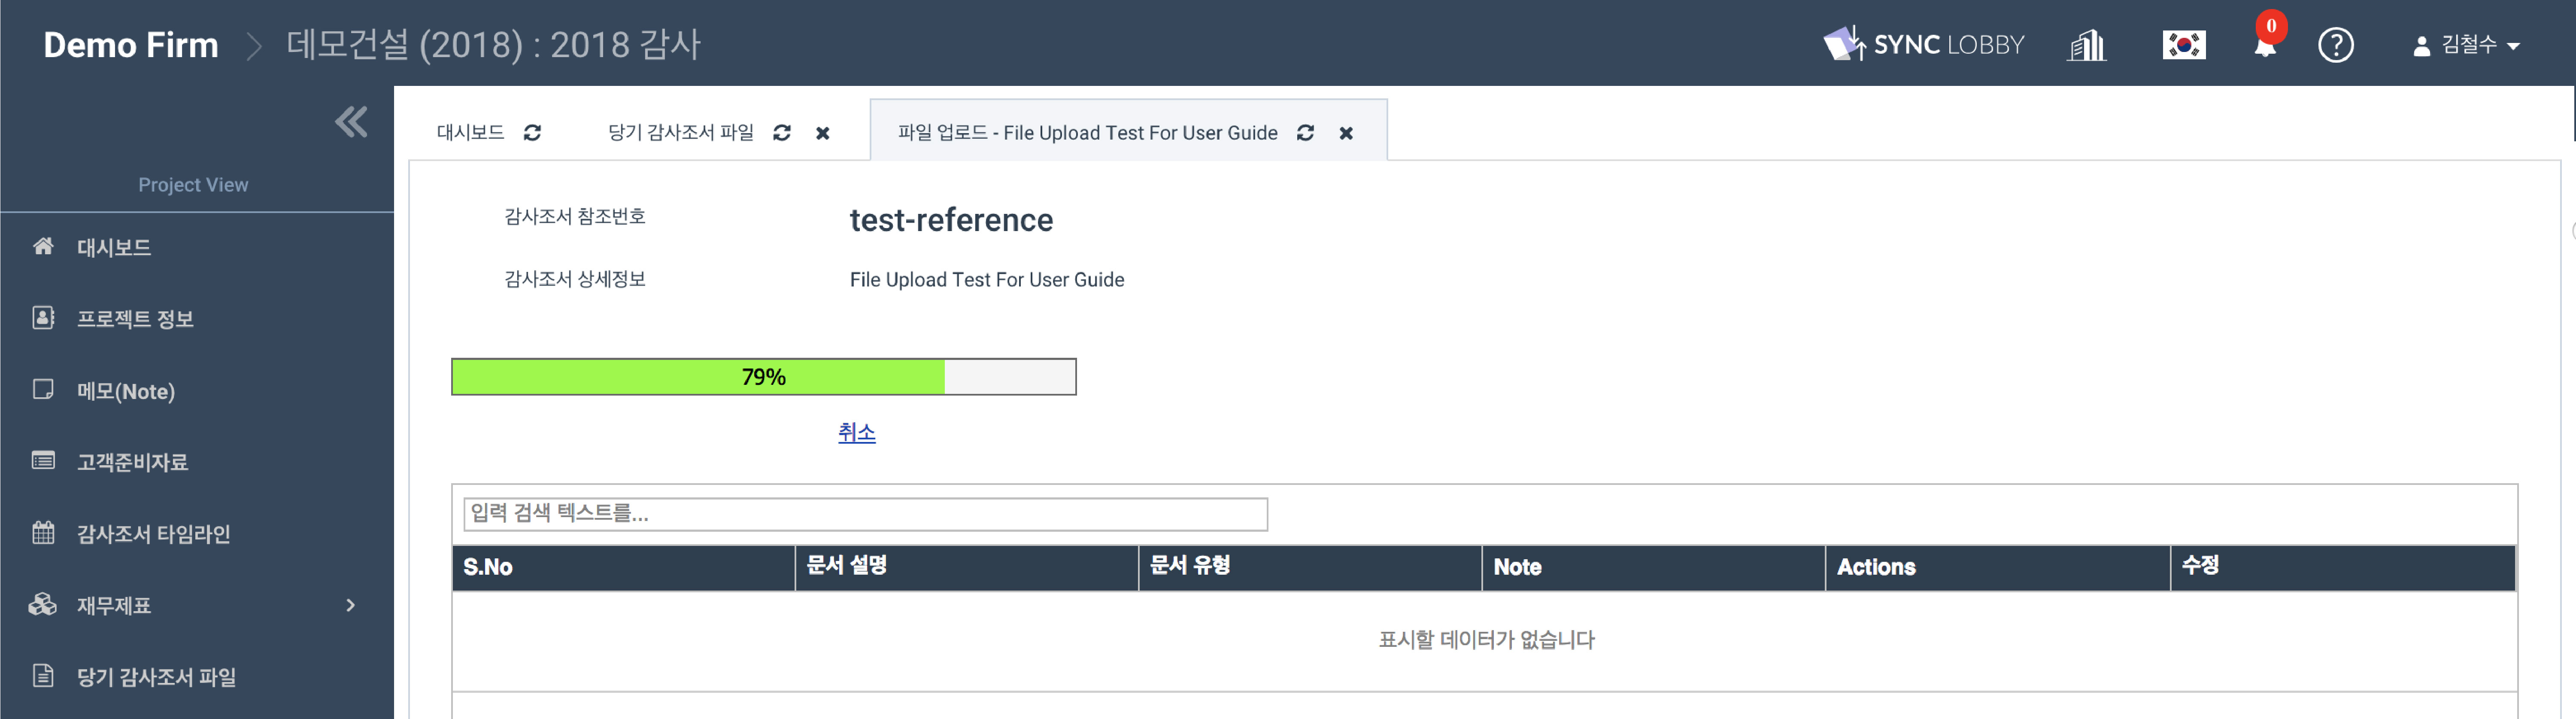 Demo Firm 데모건설 (2018) : 2018 감사 SYNC LOBBY 0 ? 김철수
대시보드 당기 감사조서 파일 파일 업로드 - File Upload Test For User Guide
Project View
대시보드
프로젝트 정보
메모(Note)
고객준비자료
감사조서 타임라인
재무제표
당기 감사조서 파일
감사조서 참조번호 test-reference
감사조서 상세정보 File Upload Test For User Guide
79%
취소
입력 검색 텍스트를...
S.No 문서 설명 문서 유형 Note Actions 수정
표시할 데이터가 없습니다